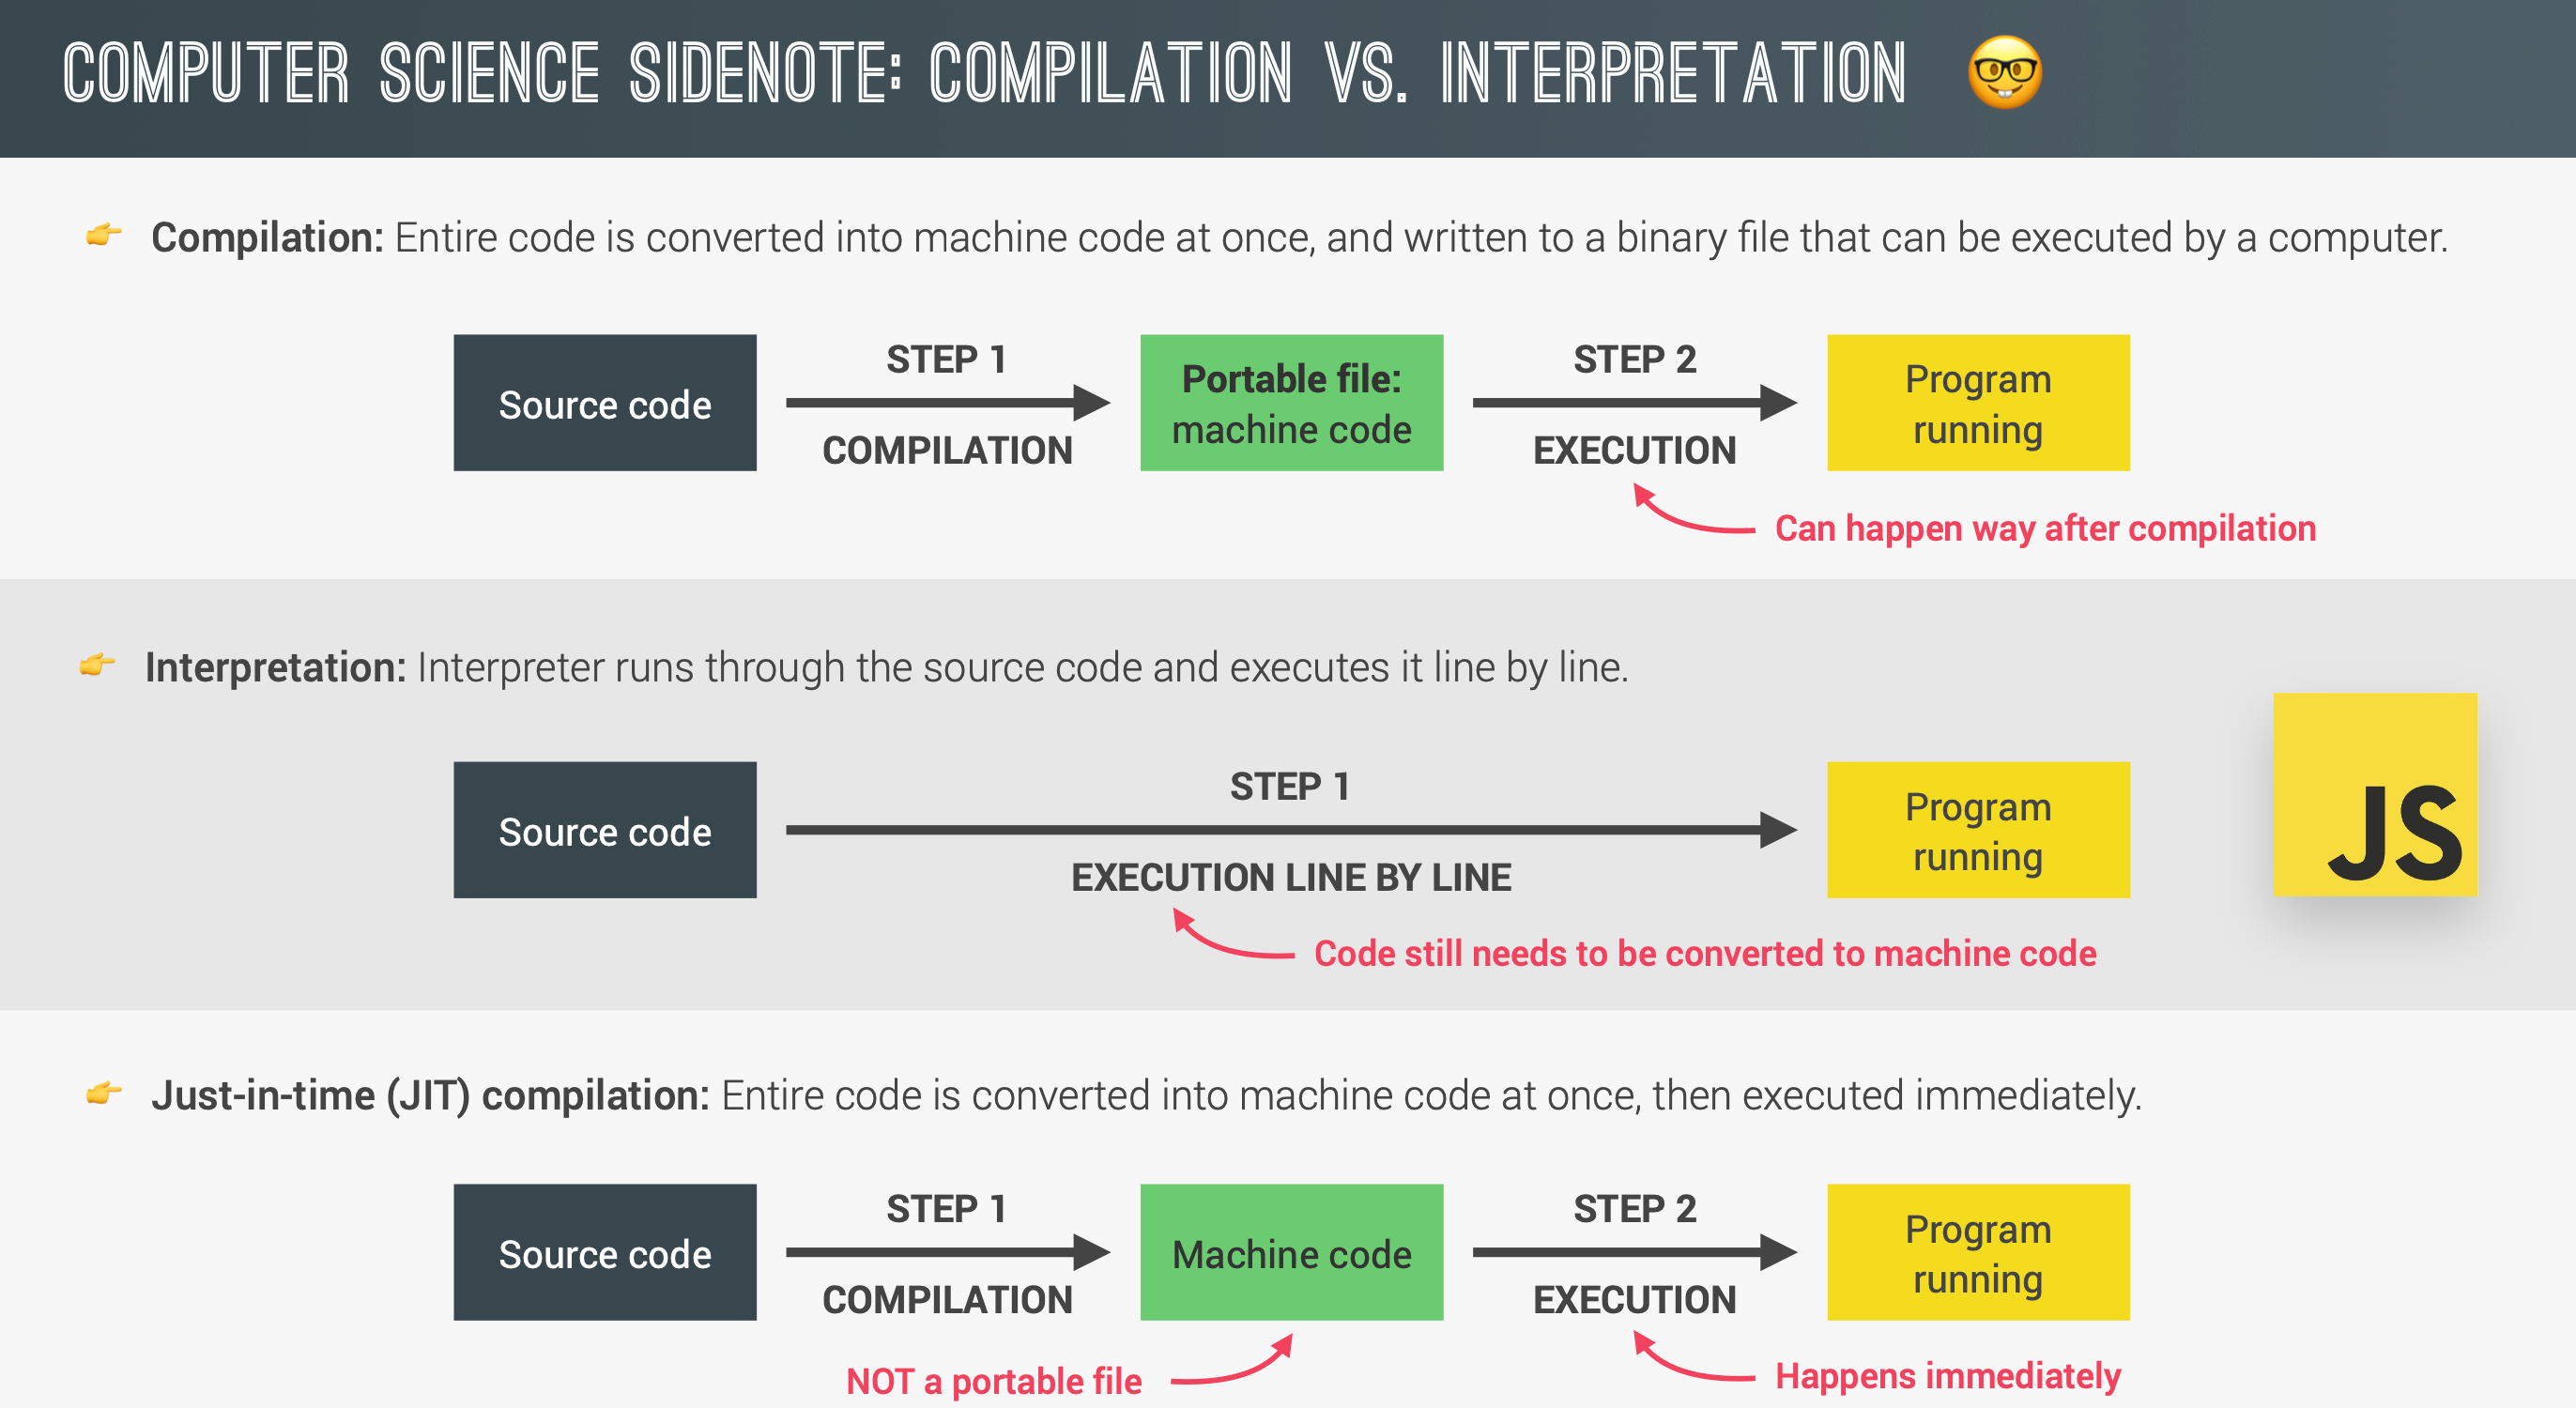 COMPUTER SCIENCE SIDENOTE: COMPILATION VS. INTERPRETATION 🤓
👉 Compilation: Entire code is converted into machine code at once, and written to a binary file that can be executed by a computer.
Source code
STEP 1
COMPILATION
Portable file:
machine code
STEP 2
EXECUTION
Program
running
Can happen way after compilation
👉 Interpretation: Interpreter runs through the source code and executes it line by line.
Source code
STEP 1
EXECUTION LINE BY LINE
Program
running
Code still needs to be converted to machine code
JS
👉 Just-in-time (JIT) compilation: Entire code is converted into machine code at once, then executed immediately.
Source code
STEP 1
COMPILATION
Machine code
STEP 2
EXECUTION
Program
running
NOT a portable file
Happens immediately